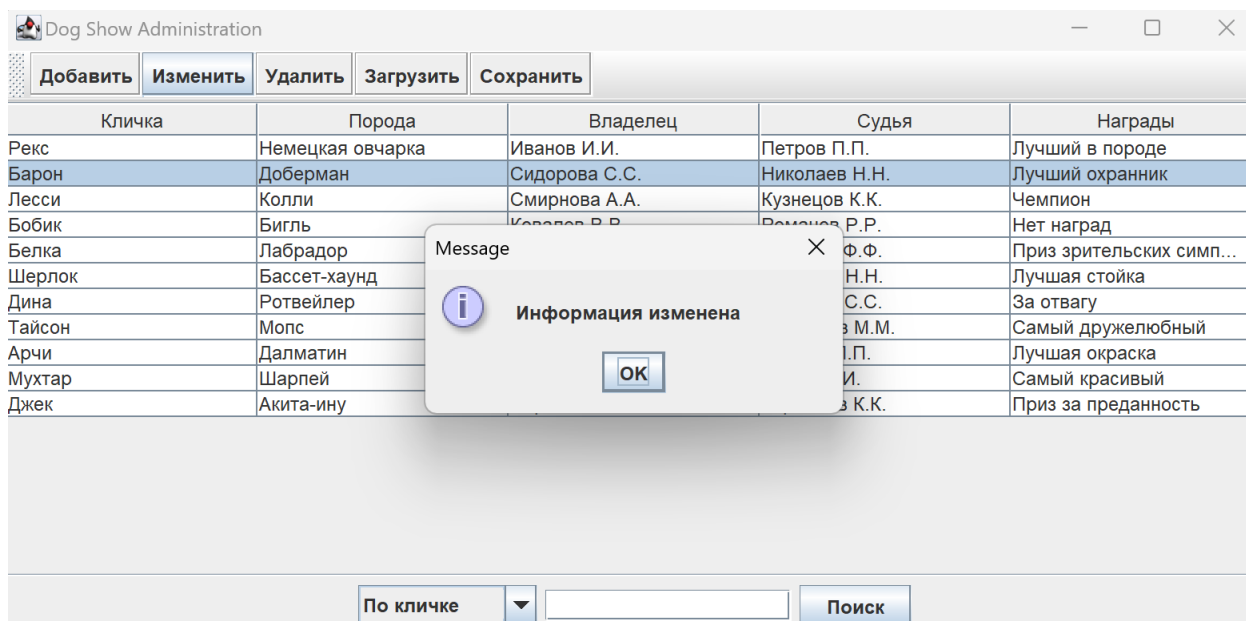 Dog Show Administration
Добавить Изменить Удалить Загрузить Сохранить
Кличка Порода Владелец Судья Награды
Рекс Немецкая овчарка Иванов И.И. Петров П.П. Лучший в породе
Барон Доберман Сидорова С.С. Николаев Н.Н. Лучший охранник
Лесси Колли Смирнова А.А. Кузнецов К.К. Чемпион
Бобик Бигль Р.Р. Нет наград
Белка Лабрадор Ф.Ф. Приз зрительских симп...
Шерлок Бассет-хаунд Н.Н. Лучшая стойка
Дина Ротвейлер С.С. За отвагу
Тайсон Мопс М.М. Самый дружелюбный
Арчи Далматин Лучшая окраска
Мухтар Шарпей Самый красивый
Джек Акита-ину К.К. Приз за преданность
Message
Информация изменена
OK
По кличке Поиск